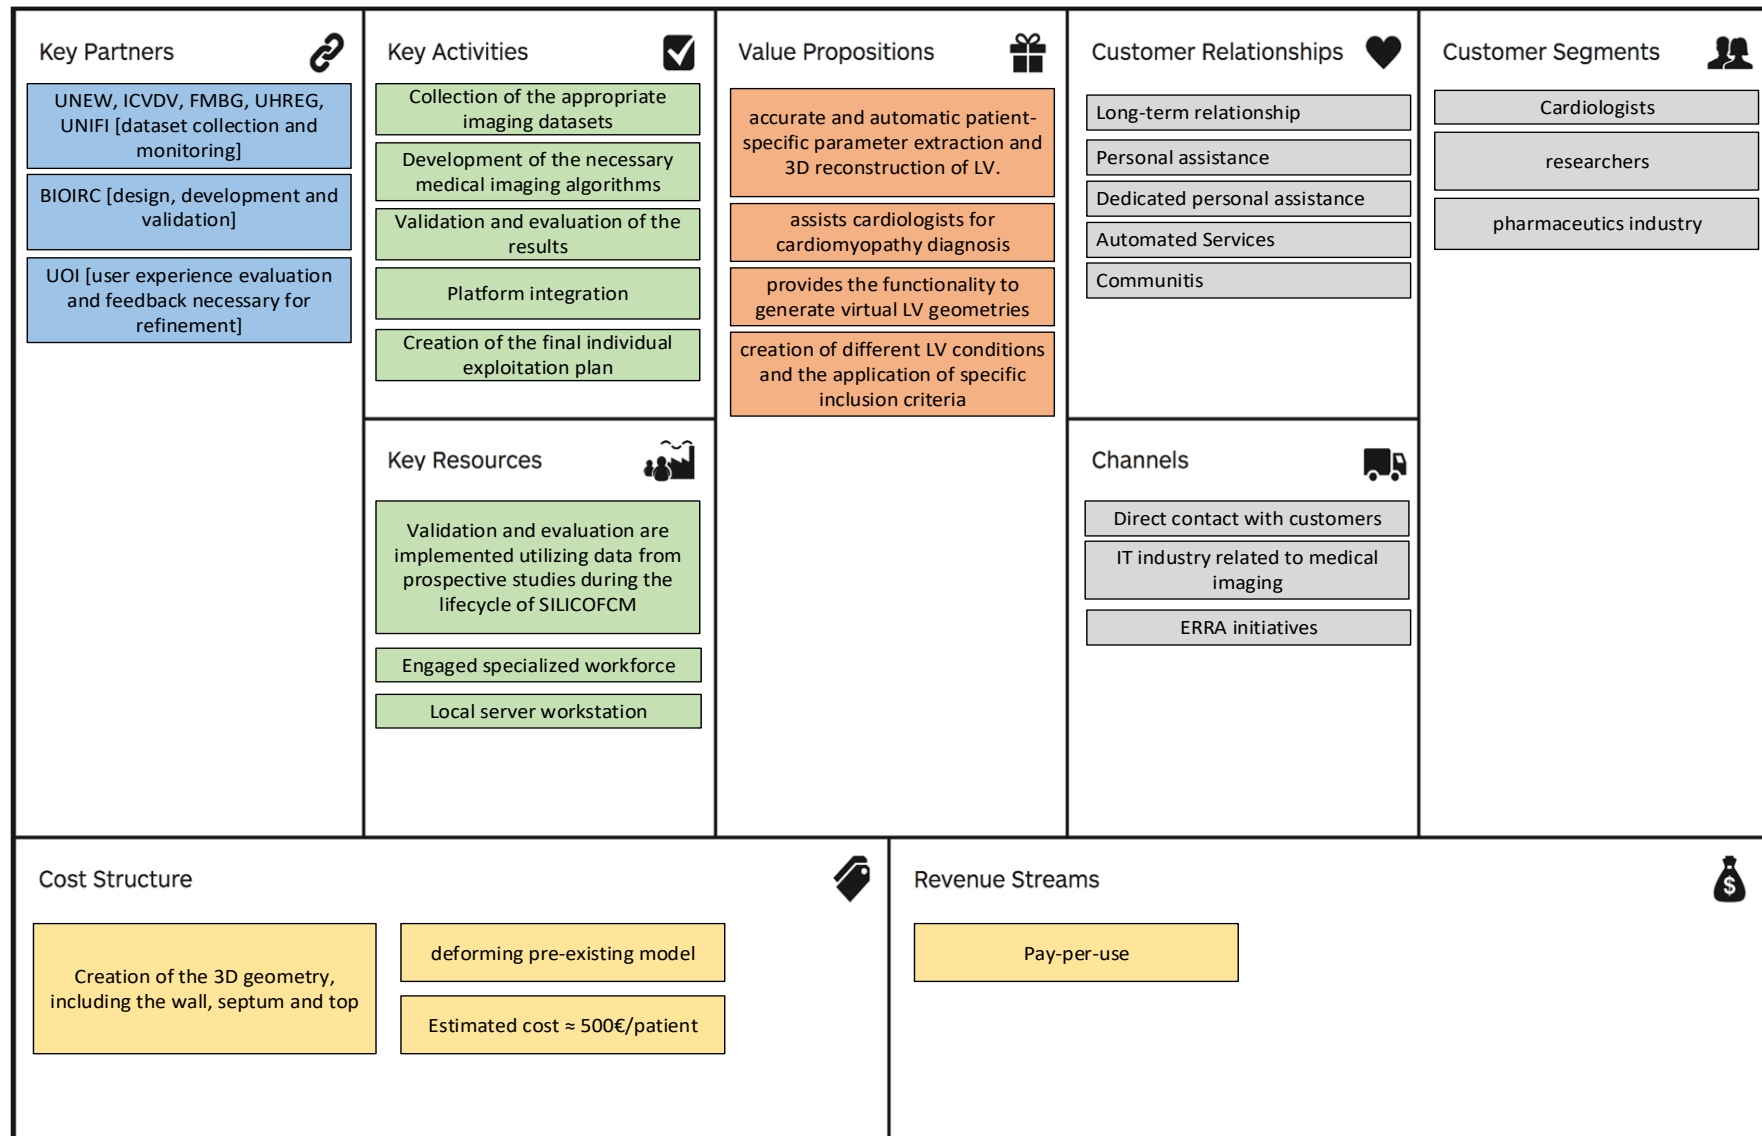 Key Partners
UNEW, ICVDV, FMBG, UHREG,
UNIFI [dataset collection and
monitoring]
BIOIRC [design, development and
validation]
UOI [user experience evaluation
and feedback necessary for
refinement]
Key Activities
Collection of the appropriate
imaging datasets
Development of the necessary
medical imaging algorithms
Validation and evaluation of the
results
Platform integration
Creation of the final individual
exploitation plan
Key Resources
Validation and evaluation are
implemented utilizing data from
prospective studies during the
lifecycle of SILICOFCM
Engaged specialized workforce
Local server workstation
Value Propositions
accurate and automatic patient-
specific parameter extraction and
3D reconstruction of LV.
assists cardiologists for
cardiomyopathy diagnosis
provides the functionality to
generate virtual LV geometries
creation of different LV conditions
and the application of specific
inclusion criteria
Customer Relationships
Long-term relationship
Personal assistance
Dedicated personal assistance
Automated Services
Communitis
Channels
Direct contact with customers
IT industry related to medical
imaging
ERRA initiatives
Customer Segments
Cardiologists
researchers
pharmaceutics industry
Cost Structure
Creation of the 3D geometry,
including the wall, septum and top
deforming pre-existing model
Estimated cost ≈ 500€/patient
Revenue Streams
$
Pay-per-use